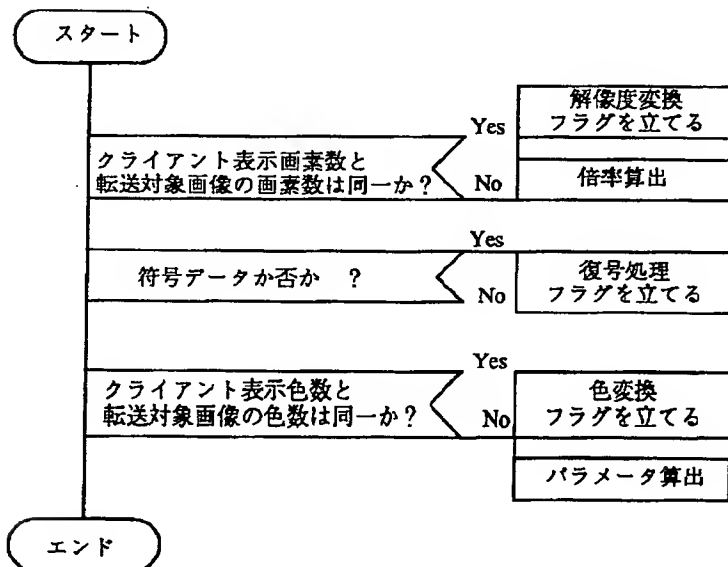 スタート
クライアント表示画素数と
転送対象画像の画素数は同一か?
Yes
No
解像度変換
フラグを立てる
倍率算出
符号データか否か ?
Yes
No
復号処理
フラグを立てる
クライアント表示色数と
転送対象画像の色数は同一か?
Yes
No
色変換
フラグを立てる
パラメータ算出
エンド